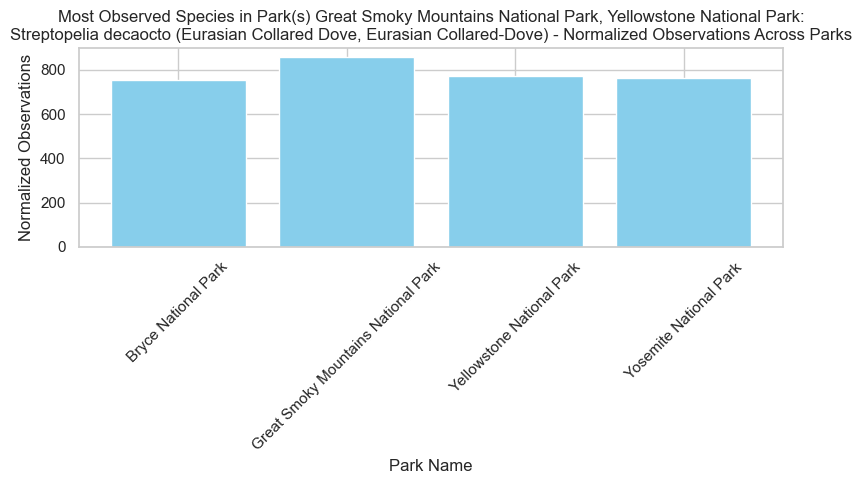 Most Observed Species in Park(s) Great Smoky Mountains National Park, Yellowstone National Park:
Streptopelia decaocto (Eurasian Collared Dove, Eurasian Collared-Dove) - Normalized Observations Across Parks
Normalized Observations
800
600
400
200
0
Bryce National Park
Great Smoky Mountains National Park
Yellowstone National Park
Yosemite National Park
Park Name